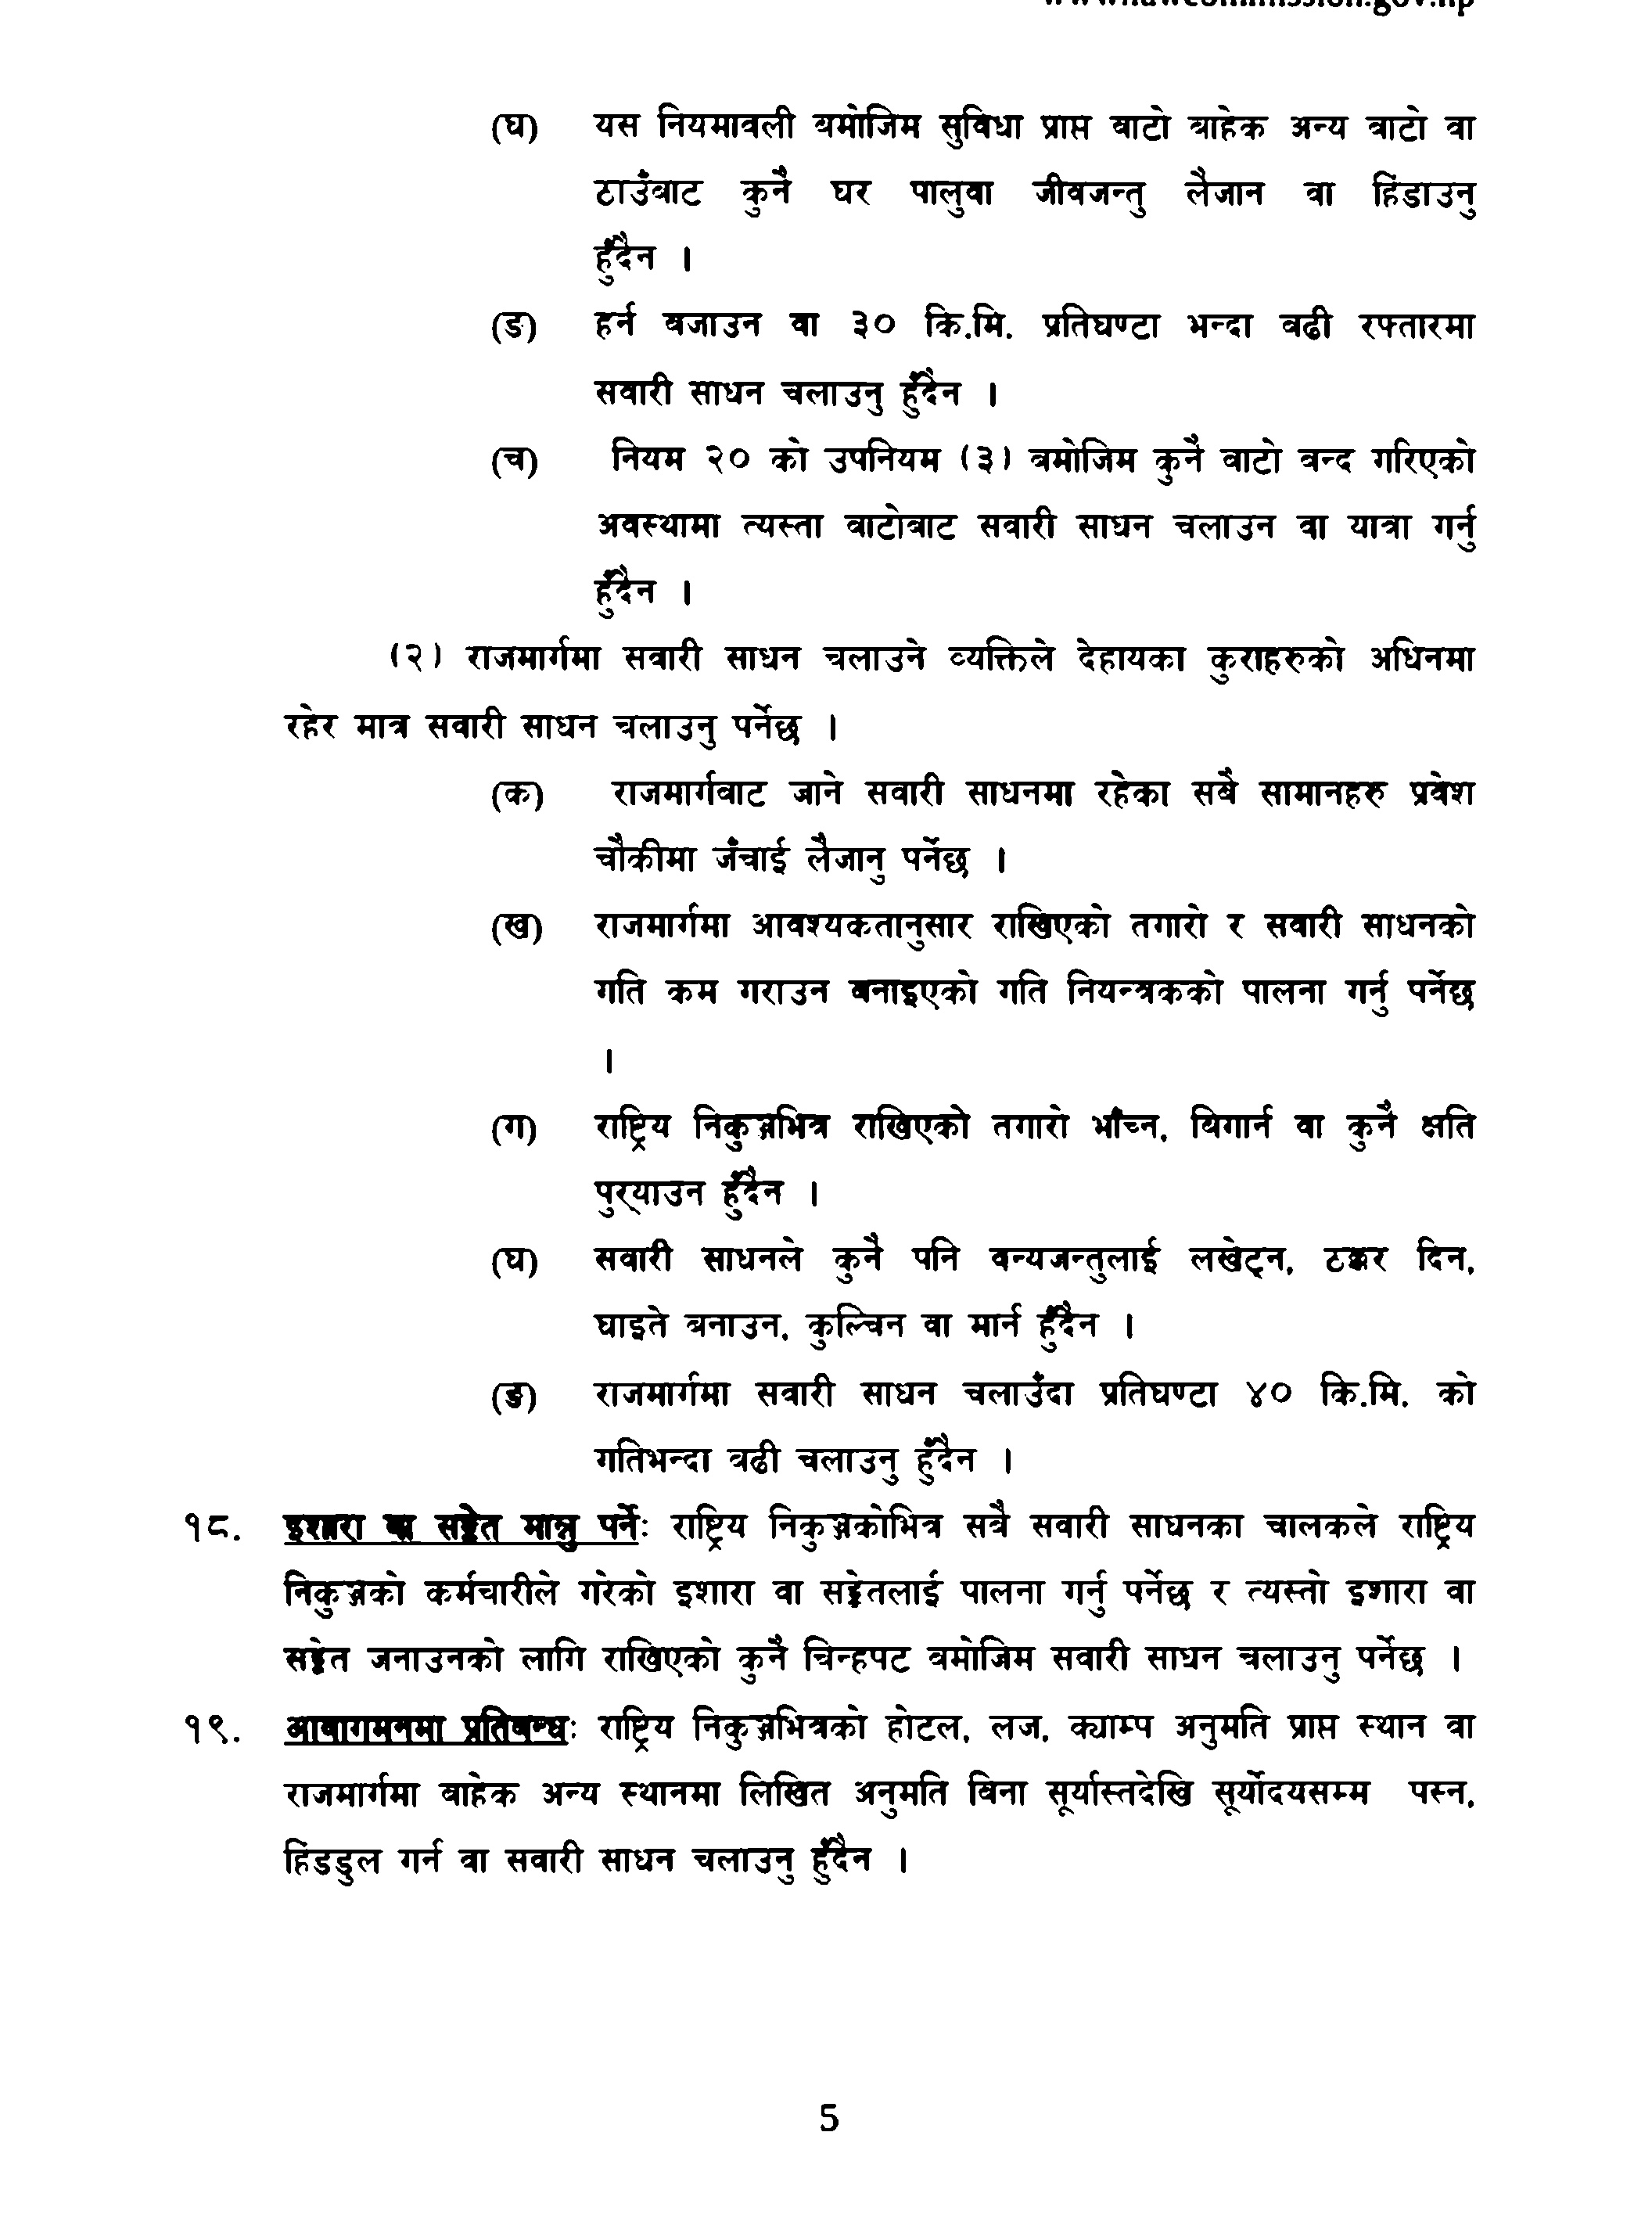 www.lawcommission.gov.np
(घ) यस नियमावली बमोजिम सुविधा प्राप्त बाटो बाहेक अन्य बाटो वा
ठाउँबाट कुनै घर पालुवा जीवजन्तु लैजान वा हिंडाउनु
हुँदैन ।
(ङ) हर्न बजाउन वा ३० कि.मि. प्रतिघण्टा भन्दा बढी रफ्तारमा
सवारी साधन चलाउनु हुँदैन ।
(च) नियम २० को उपनियम (३) बमोजिम कुनै बाटो बन्द गरिएको
अवस्थामा त्यस्ता बाटोबाट सवारी साधन चलाउन वा यात्रा गर्नु
हुँदैन ।
(२) राजमार्गमा सवारी साधन चलाउने व्यक्तिले देहायका कुराहरुको अधिनमा
रहेर मात्र सवारी साधन चलाउनु पर्नेछ ।
(क) राजमार्गबाट जाने सवारी साधनमा रहेका सबै सामानहरु प्रवेश
चौकीमा जँचाई लैजानु पर्नेछ ।
(ख) राजमार्गमा आवश्यकतानुसार राखिएको तगारो र सवारी साधनको
गति कम गराउन बनाइएको गति नियन्त्रकको पालना गर्नु पर्नेछ
।
(ग) राष्ट्रिय निकुञ्जभित्र राखिएको तगारो भाँच्न, बिगार्न वा कुनै क्षति
पुर्‍याउन हुँदैन ।
(घ) सवारी साधनले कुनै पनि वन्यजन्तुलाई लखेट्न, ठक्कर दिन,
घाइते बनाउन, कुल्चिन वा मार्न हुँदैन ।
(ङ) राजमार्गमा सवारी साधन चलाउँदा प्रतिघण्टा ४० कि.मि. को
गतिभन्दा बढी चलाउनु हुँदैन ।
१८. इशारा वा सङ्केत मान्नु पर्नेः राष्ट्रिय निकुञ्जकोभित्र सबै सवारी साधनका चालकले राष्ट्रिय
निकुञ्जको कर्मचारीले गरेको इशारा वा सङ्केतलाई पालना गर्नु पर्नेछ र त्यस्तो इशारा वा
सङ्केत जनाउनको लागि राखिएको कुनै चिन्हपट बमोजिम सवारी साधन चलाउनु पर्नेछ ।
१९. आवागमनमा प्रतिबन्धः राष्ट्रिय निकुञ्जभित्रको होटल, लज, क्याम्प अनुमति प्राप्त स्थान वा
राजमार्गमा बाहेक अन्य स्थानमा लिखित अनुमति विना सूर्यास्तदेखि सूर्योदयसम्म पस्न,
हिंडडुल गर्न वा सवारी साधन चलाउनु हुँदैन ।
5